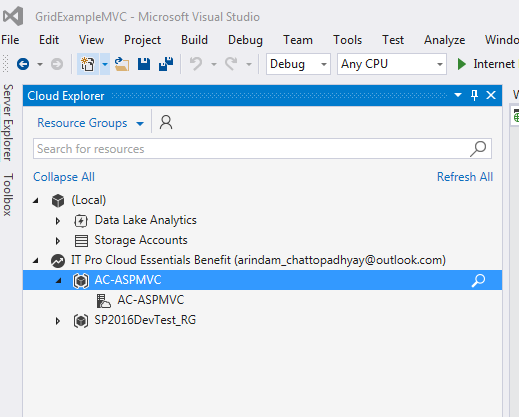 GridExampleMVC - Microsoft Visual Studio
File Edit View Project Build Debug Team Tools Test Analyze
Debug Any CPU Internet
Server Explorer
Toolbox
Cloud Explorer
Resource Groups
Search for resources
Collapse All Refresh All
(Local)
Data Lake Analytics
Storage Accounts
IT Pro Cloud Essentials Benefit (arindam_chattopadhyay@outlook.com)
AC-ASPMVC
AC-ASPMVC
SP2016DevTest_RG